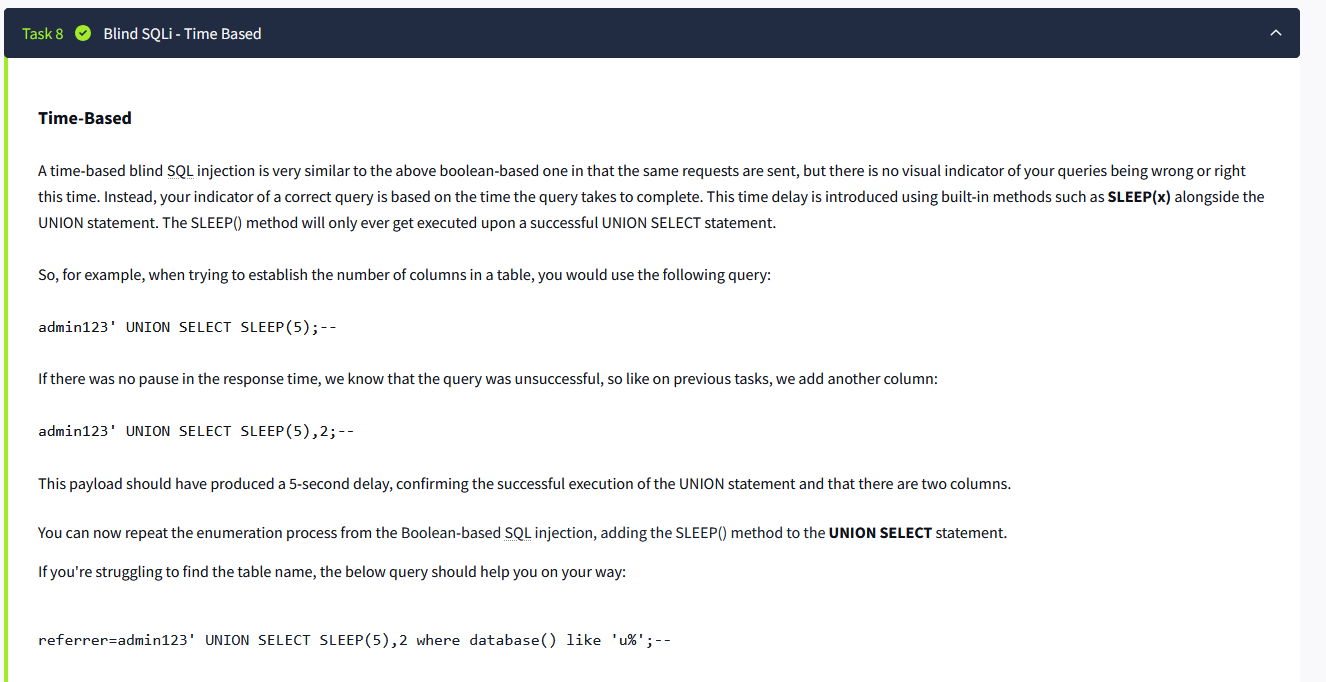 Task 8 Blind SQLi - Time Based
Time-Based
A time-based blind SQL injection is very similar to the above boolean-based one in that the same requests are sent, but there is no visual indicator of your queries being wrong or right
this time. Instead, your indicator of a correct query is based on the time the query takes to complete. This time delay is introduced using built-in methods such as SLEEP(x) alongside the
UNION statement. The SLEEP() method will only ever get executed upon a successful UNION SELECT statement.
So, for example, when trying to establish the number of columns in a table, you would use the following query:
admin123' UNION SELECT SLEEP(5);--
If there was no pause in the response time, we know that the query was unsuccessful, so like on previous tasks, we add another column:
admin123' UNION SELECT SLEEP(5),2;--
This payload should have produced a 5-second delay, confirming the successful execution of the UNION statement and that there are two columns.
You can now repeat the enumeration process from the Boolean-based SQL injection, adding the SLEEP() method to the UNION SELECT statement.
If you're struggling to find the table name, the below query should help you on your way:
referrer=admin123' UNION SELECT SLEEP(5),2 where database() like 'u%';--